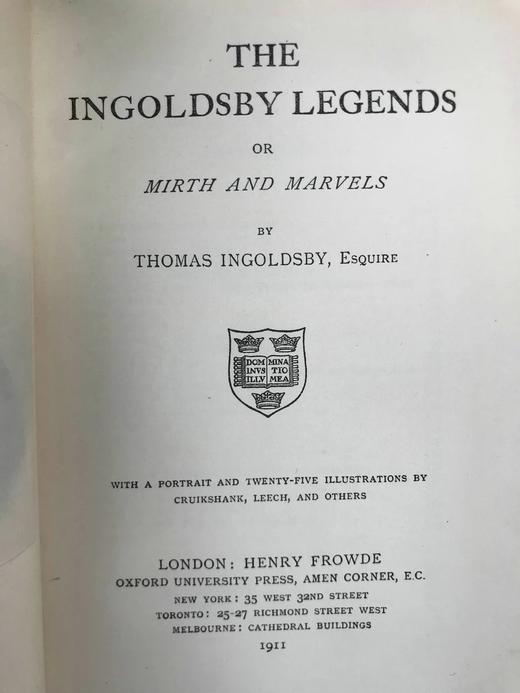 THE
INGOLDSBY LEGENDS
OR
MIRTH AND MARVELS
BY
THOMAS INGOLDSBY, ESQUIRE
DOM MINA
INVS TIO
ILLV MEA
WITH A PORTRAIT AND TWENTY-FIVE ILLUSTRATIONS BY
CRUIKSHANK, LEECH, AND OTHERS
LONDON: HENRY FROWDE
OXFORD UNIVERSITY PRESS, AMEN CORNER, E.C.
NEW YORK: 35 WEST 32ND STREET
TORONTO: 25-27 RICHMOND STREET WEST
MELBOURNE: CATHEDRAL BUILDINGS
1911